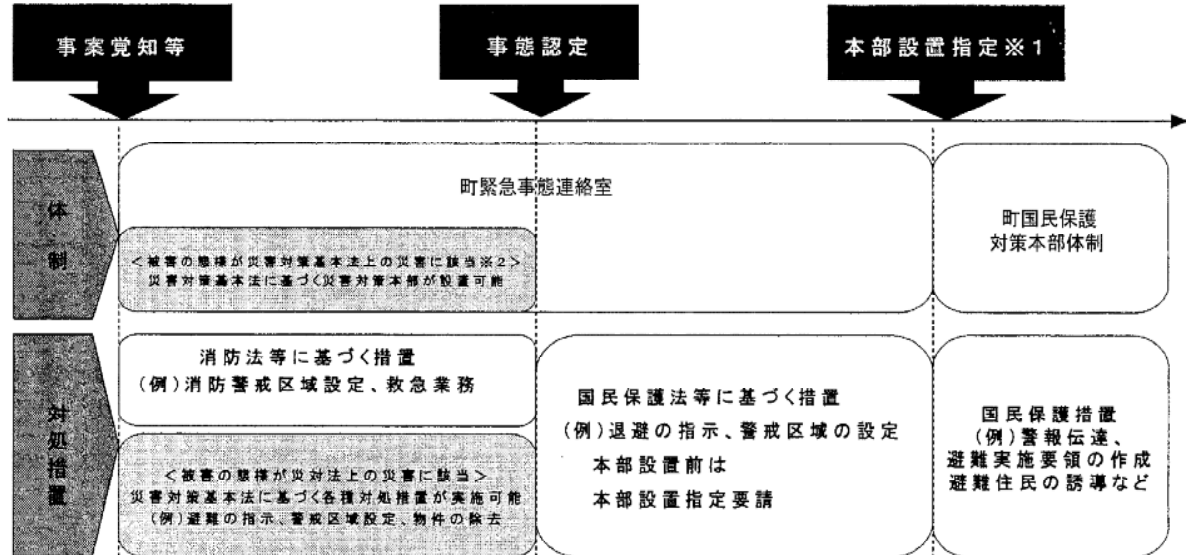 事案覚知等
事態認定
本部設置指定※1
体制
町緊急事態連絡室
<被害の態様が災害対策基本法上の災害に該当※2>
災害対策基本法に基づく災害対策本部が設置可能
町国民保護
対策本部体制
対処措置
消防法等に基づく措置
(例)消防警戒区域設定、救急業務
<被害の態様が災対法上の災害に該当>
災害対策基本法に基づく各種対処措置が実施可能
(例)避難の指示、警戒区域設定、物件の除去
国民保護法等に基づく措置
(例)退避の指示、警戒区域の設定
本部設置前は
本部設置指定要請
国民保護措置
(例)警報伝達、
避難実施要領の作成
避難住民の誘導など